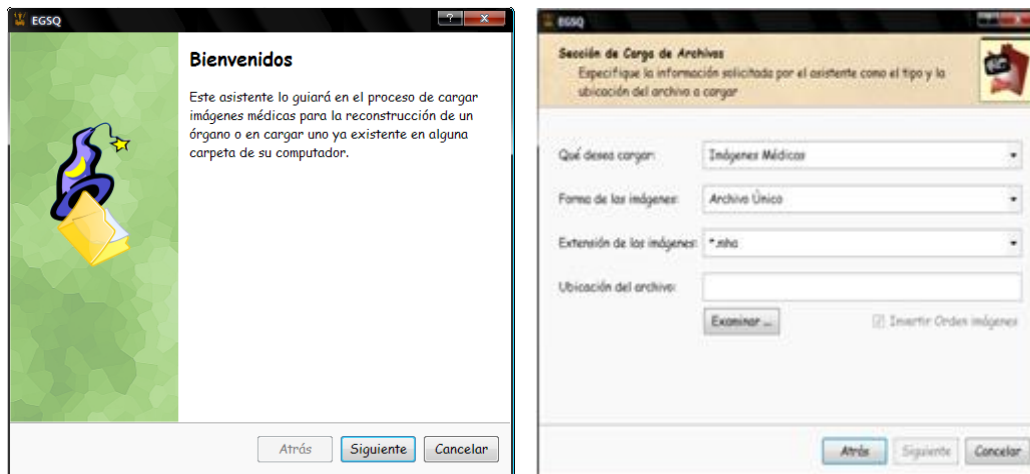 EGSQ
Bienvenidos
Este asistente lo guiará en el proceso de cargar
imágenes médicas para la reconstrucción de un
órgano o en cargar uno ya existente en alguna
carpeta de su computador.
Atrás Siguiente Cancelar
EGSQ
Sección de Carga de Archivos
Especifique la información solicitada por el asistente como el tipo y la
ubicación del archivo a cargar
Qué desea cargar: Imágenes Médicas
Forma de las imágenes: Archivo Único
Extensión de las imágenes: *.mha
Ubicación del archivo:
Examinar ... Invertir Orden imágenes
Atrás Siguiente Cancelar